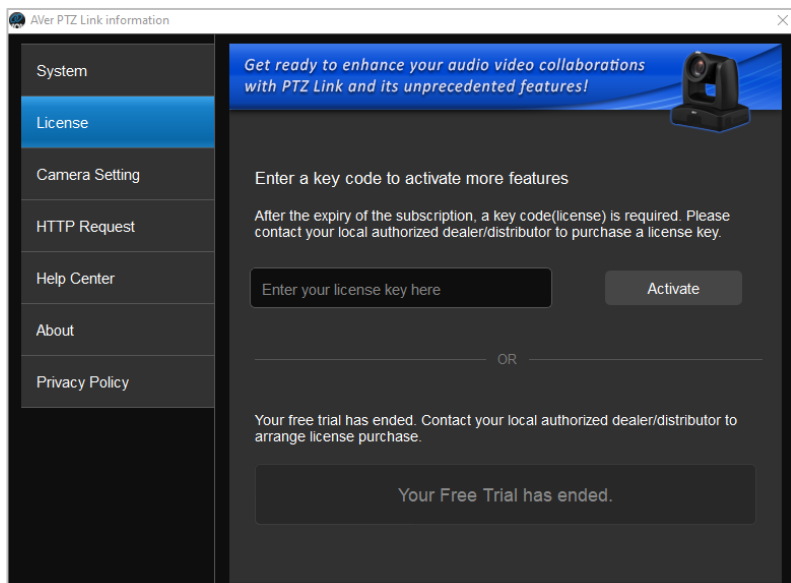 AVer PTZ Link information
System
License
Camera Setting
HTTP Request
Help Center
About
Privacy Policy
Get ready to enhance your audio video collaborations
with PTZ Link and its unprecedented features!
Enter a key code to activate more features
After the expiry of the subscription, a key code(license) is required. Please
contact your local authorized dealer/distributor to purchase a license key.
Enter your license key here
Activate
OR
Your free trial has ended. Contact your local authorized dealer/distributor to
arrange license purchase.
Your Free Trial has ended.